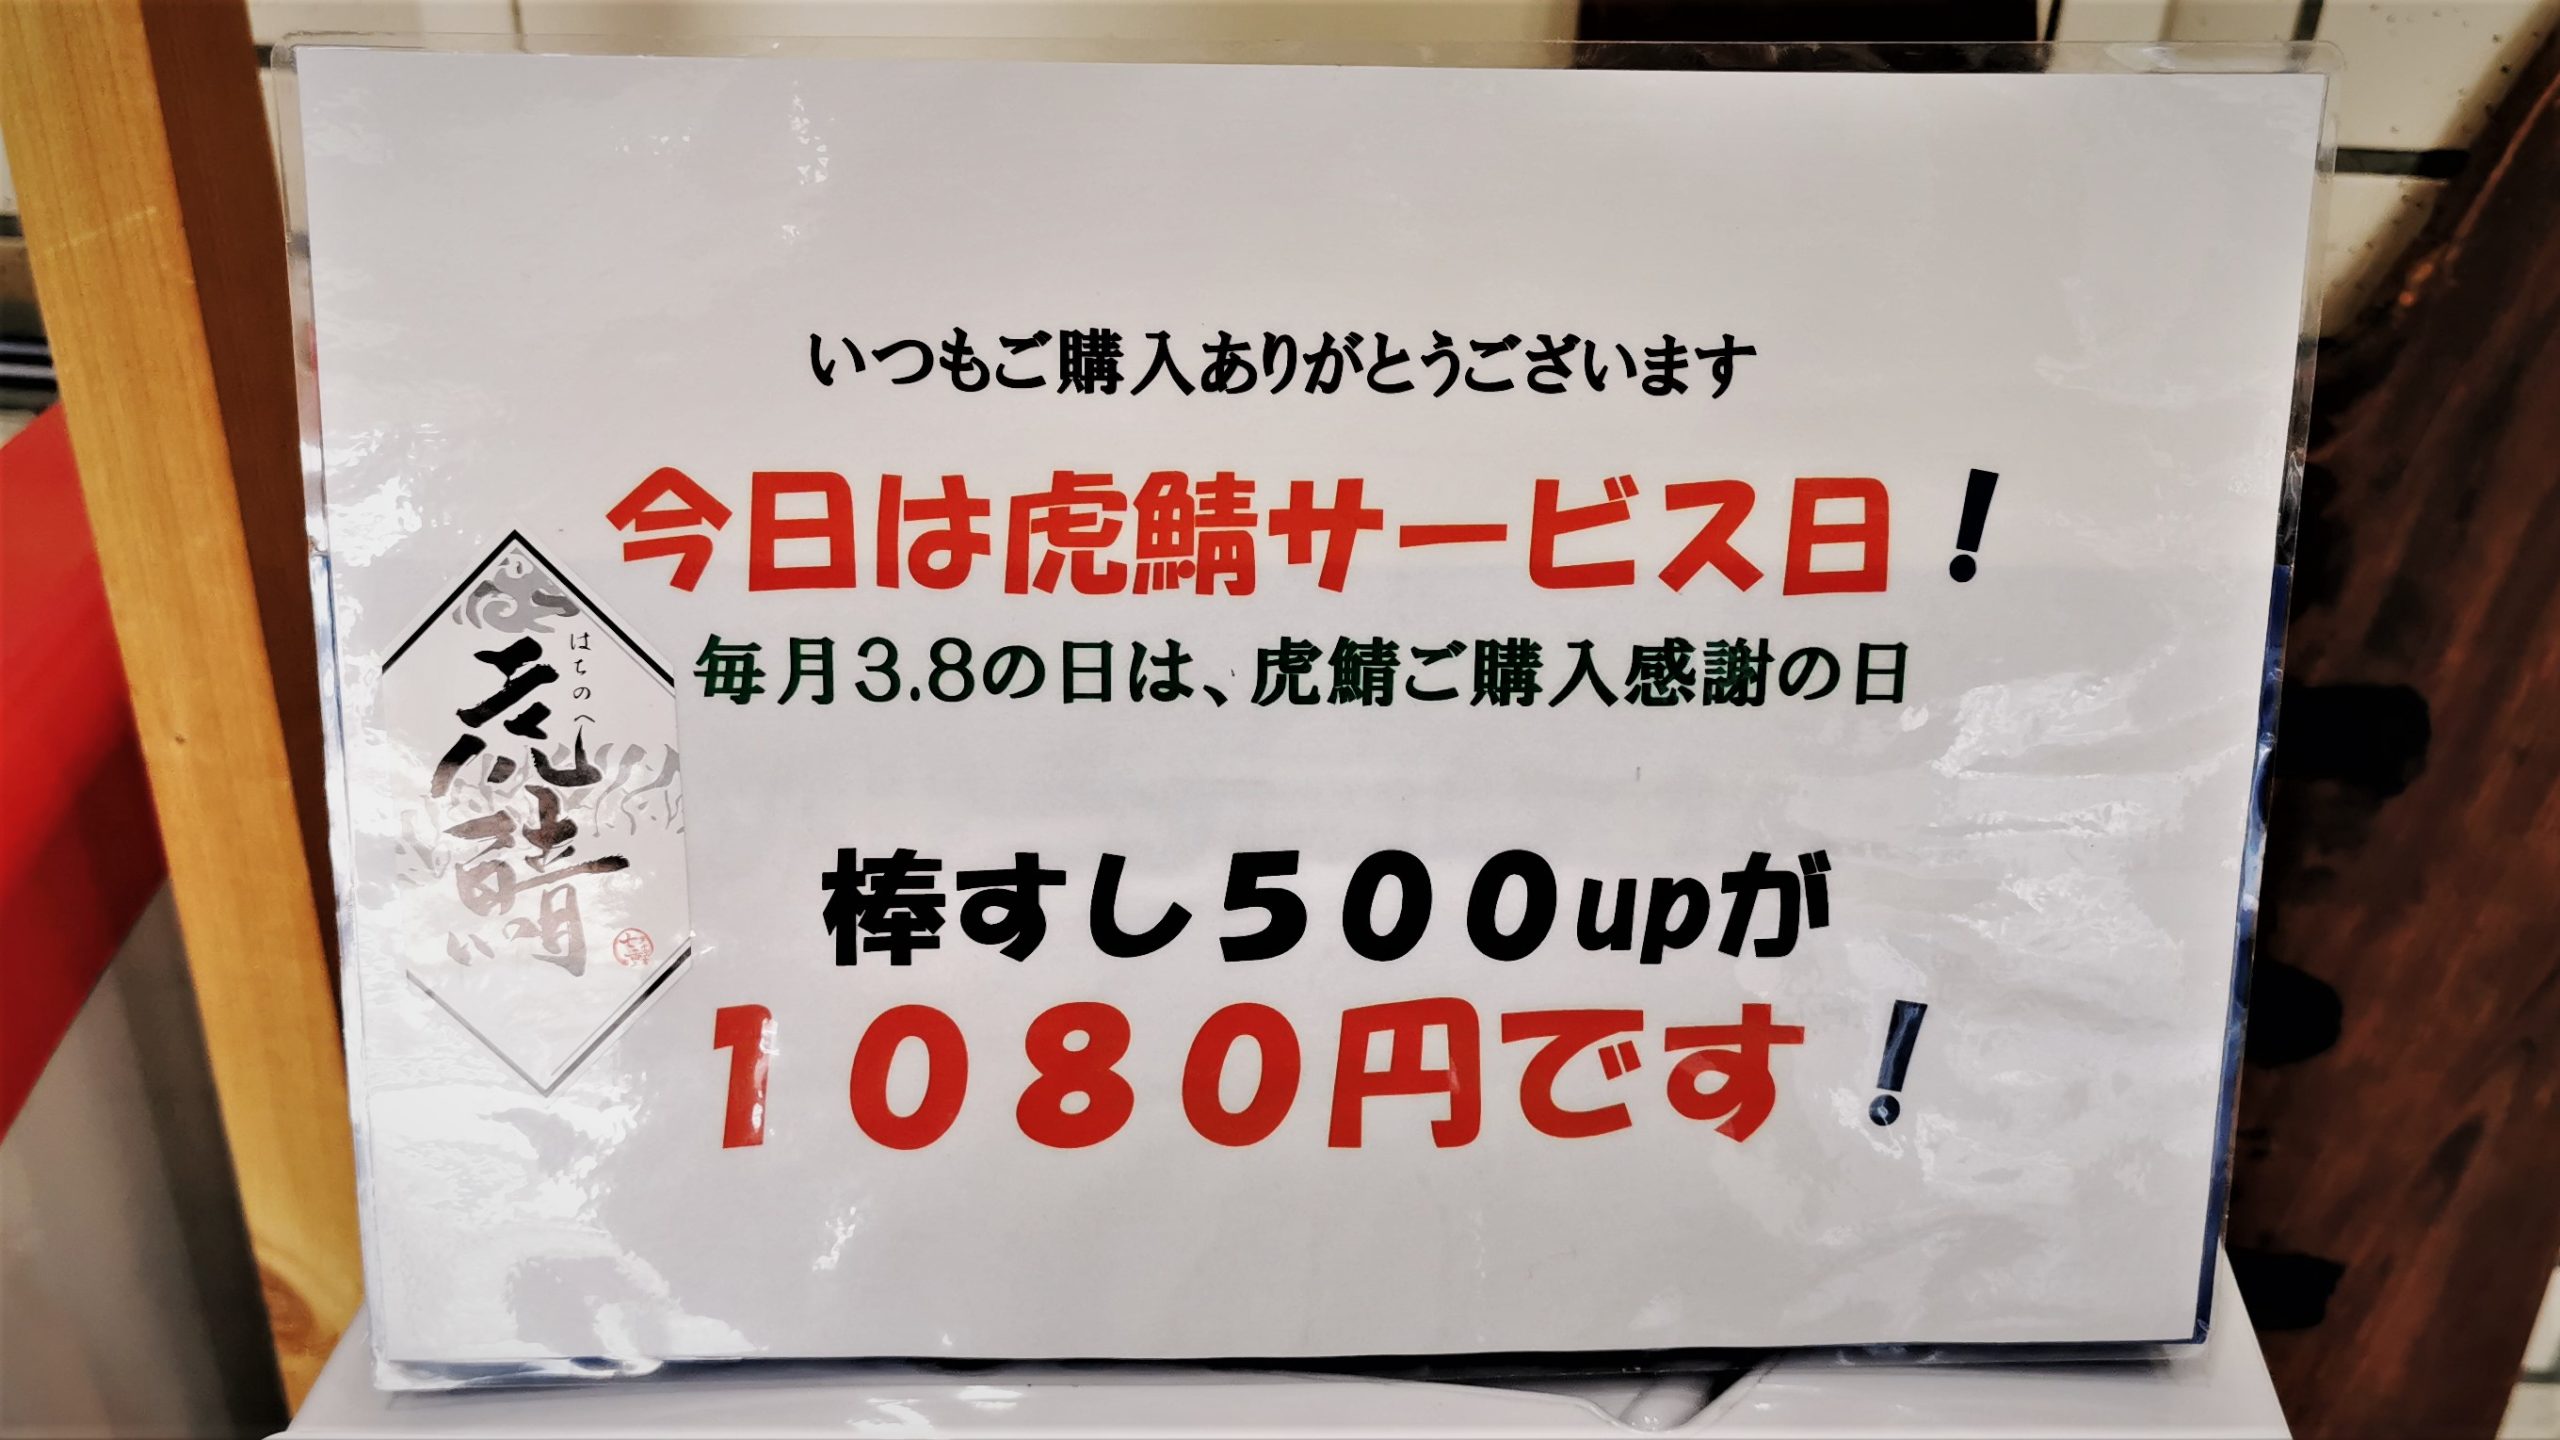 いつもご購入ありがとうございます
今日は虎鯖サービス日！
毎月3.8の日は、虎鯖ご購入感謝の日
棒すし５００upが
１０８０円です！
はちのへ
虎鯖